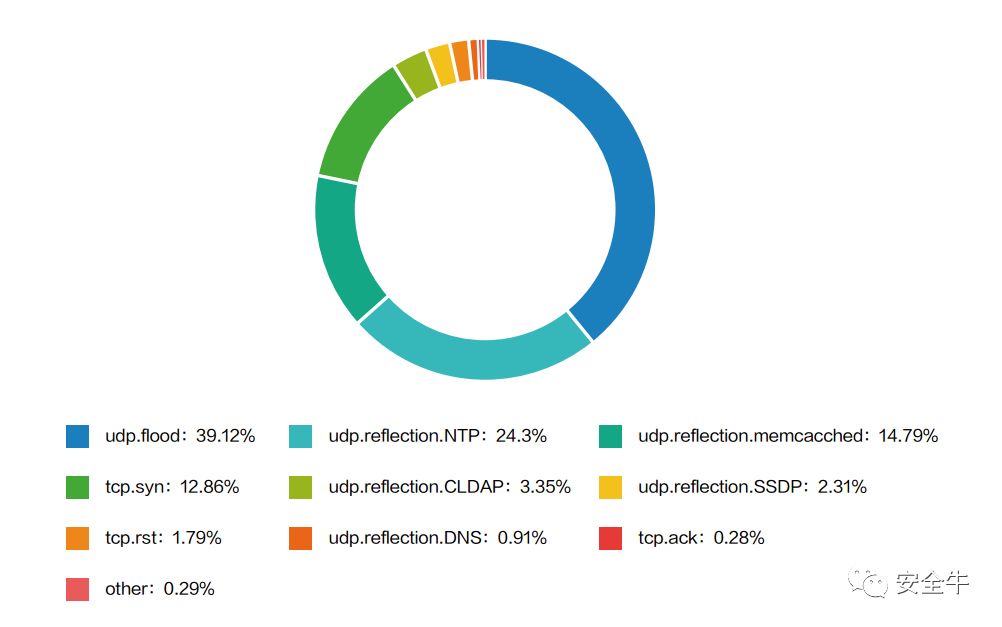 udp.flood：39.12%
udp.reflection.NTP：24.3%
udp.reflection.memcacched：14.79%
tcp.syn：12.86%
udp.reflection.CLDAP：3.35%
udp.reflection.SSDP：2.31%
tcp.rst：1.79%
udp.reflection.DNS：0.91%
tcp.ack：0.28%
other：0.29%
安全牛